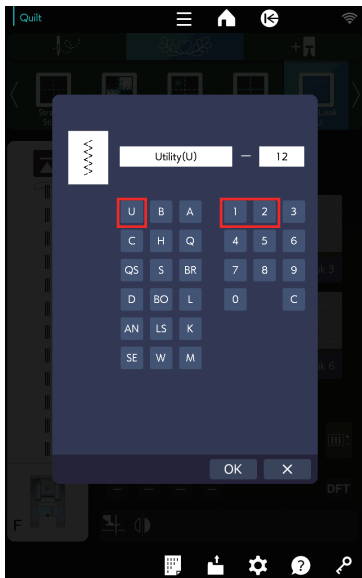 Quilt
Utility(U) — 12
U B A 1 2 3
C H Q 4 5 6
QS S BR 7 8 9
D BO L 0 C
AN LS K
SE W M
OK ×
DFT
F